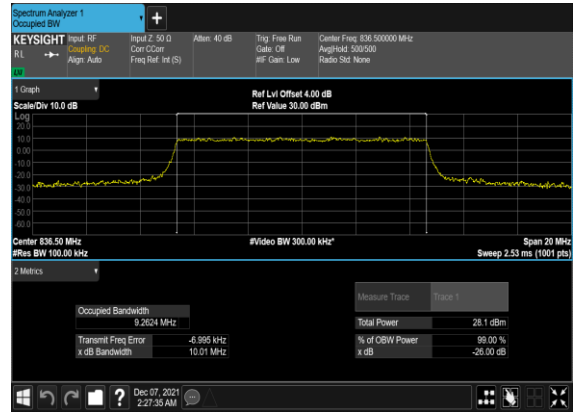 Spectrum Analyzer 1
Occupied BW
+
KEYSIGHT Input: RF Input Z: 50 Ω Atten: 40 dB Trig: Free Run Center Freq: 836.500000 MHz
RL Coupling: DC Corr CCorr Gate: Off Avg|Hold: 500/500
Align: Auto Freq Ref: Int (S) #IF Gain: Low Radio Std: None
LW
1 Graph Ref Lvl Offset 4.00 dB
Scale/Div 10.0 dB Ref Value 30.00 dBm
Log
20.0
10.0
0.00
-10.0
-20.0
-30.0
-40.0
-50.0
-60.0
Center 836.50 MHz #Video BW 300.00 kHz* Span 20 MHz
#Res BW 100.00 kHz Sweep 2.53 ms (1001 pts)
2 Metrics
Measure Trace Trace 1
Occupied Bandwidth
9.2624 MHz Total Power 28.1 dBm
Transmit Freq Error -6.995 kHz % of OBW Power 99.00 %
x dB Bandwidth 10.01 MHz x dB -26.00 dB
? Dec 07, 2021
2:27:35 AM